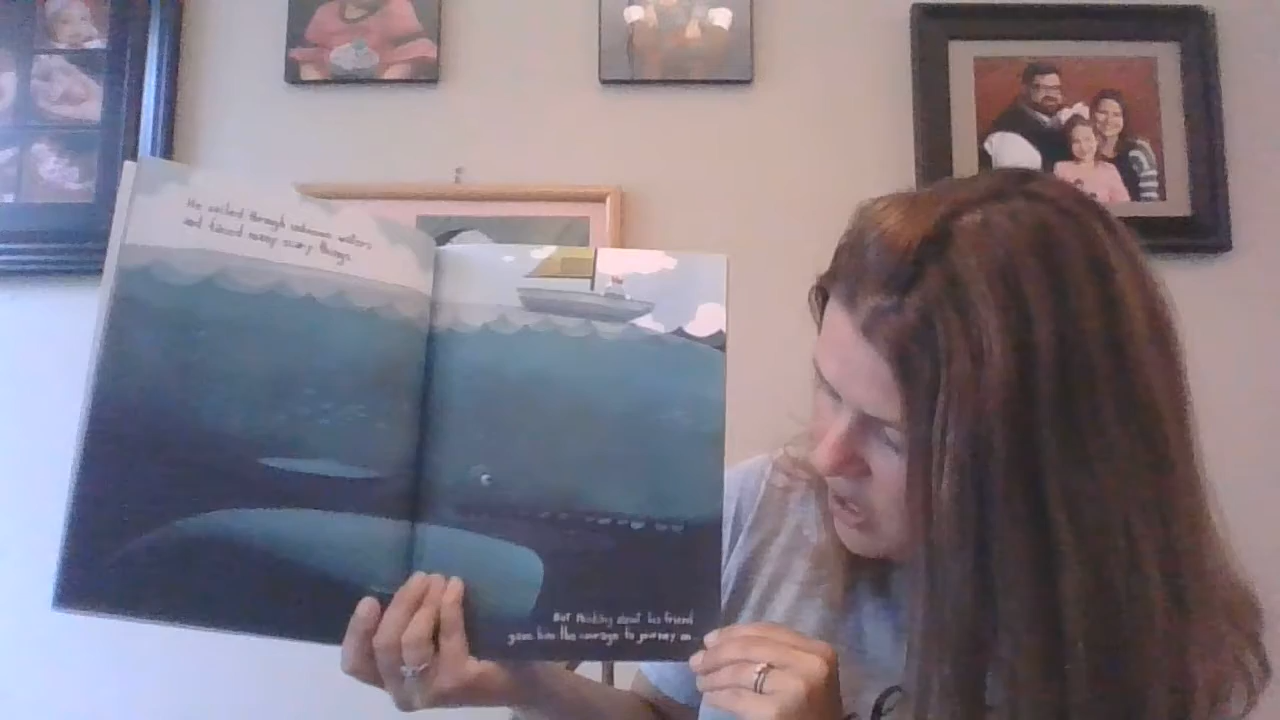 He sailed through unknown waters
and faced many scary things.
But thinking about his friend
gave him the courage to journey on.